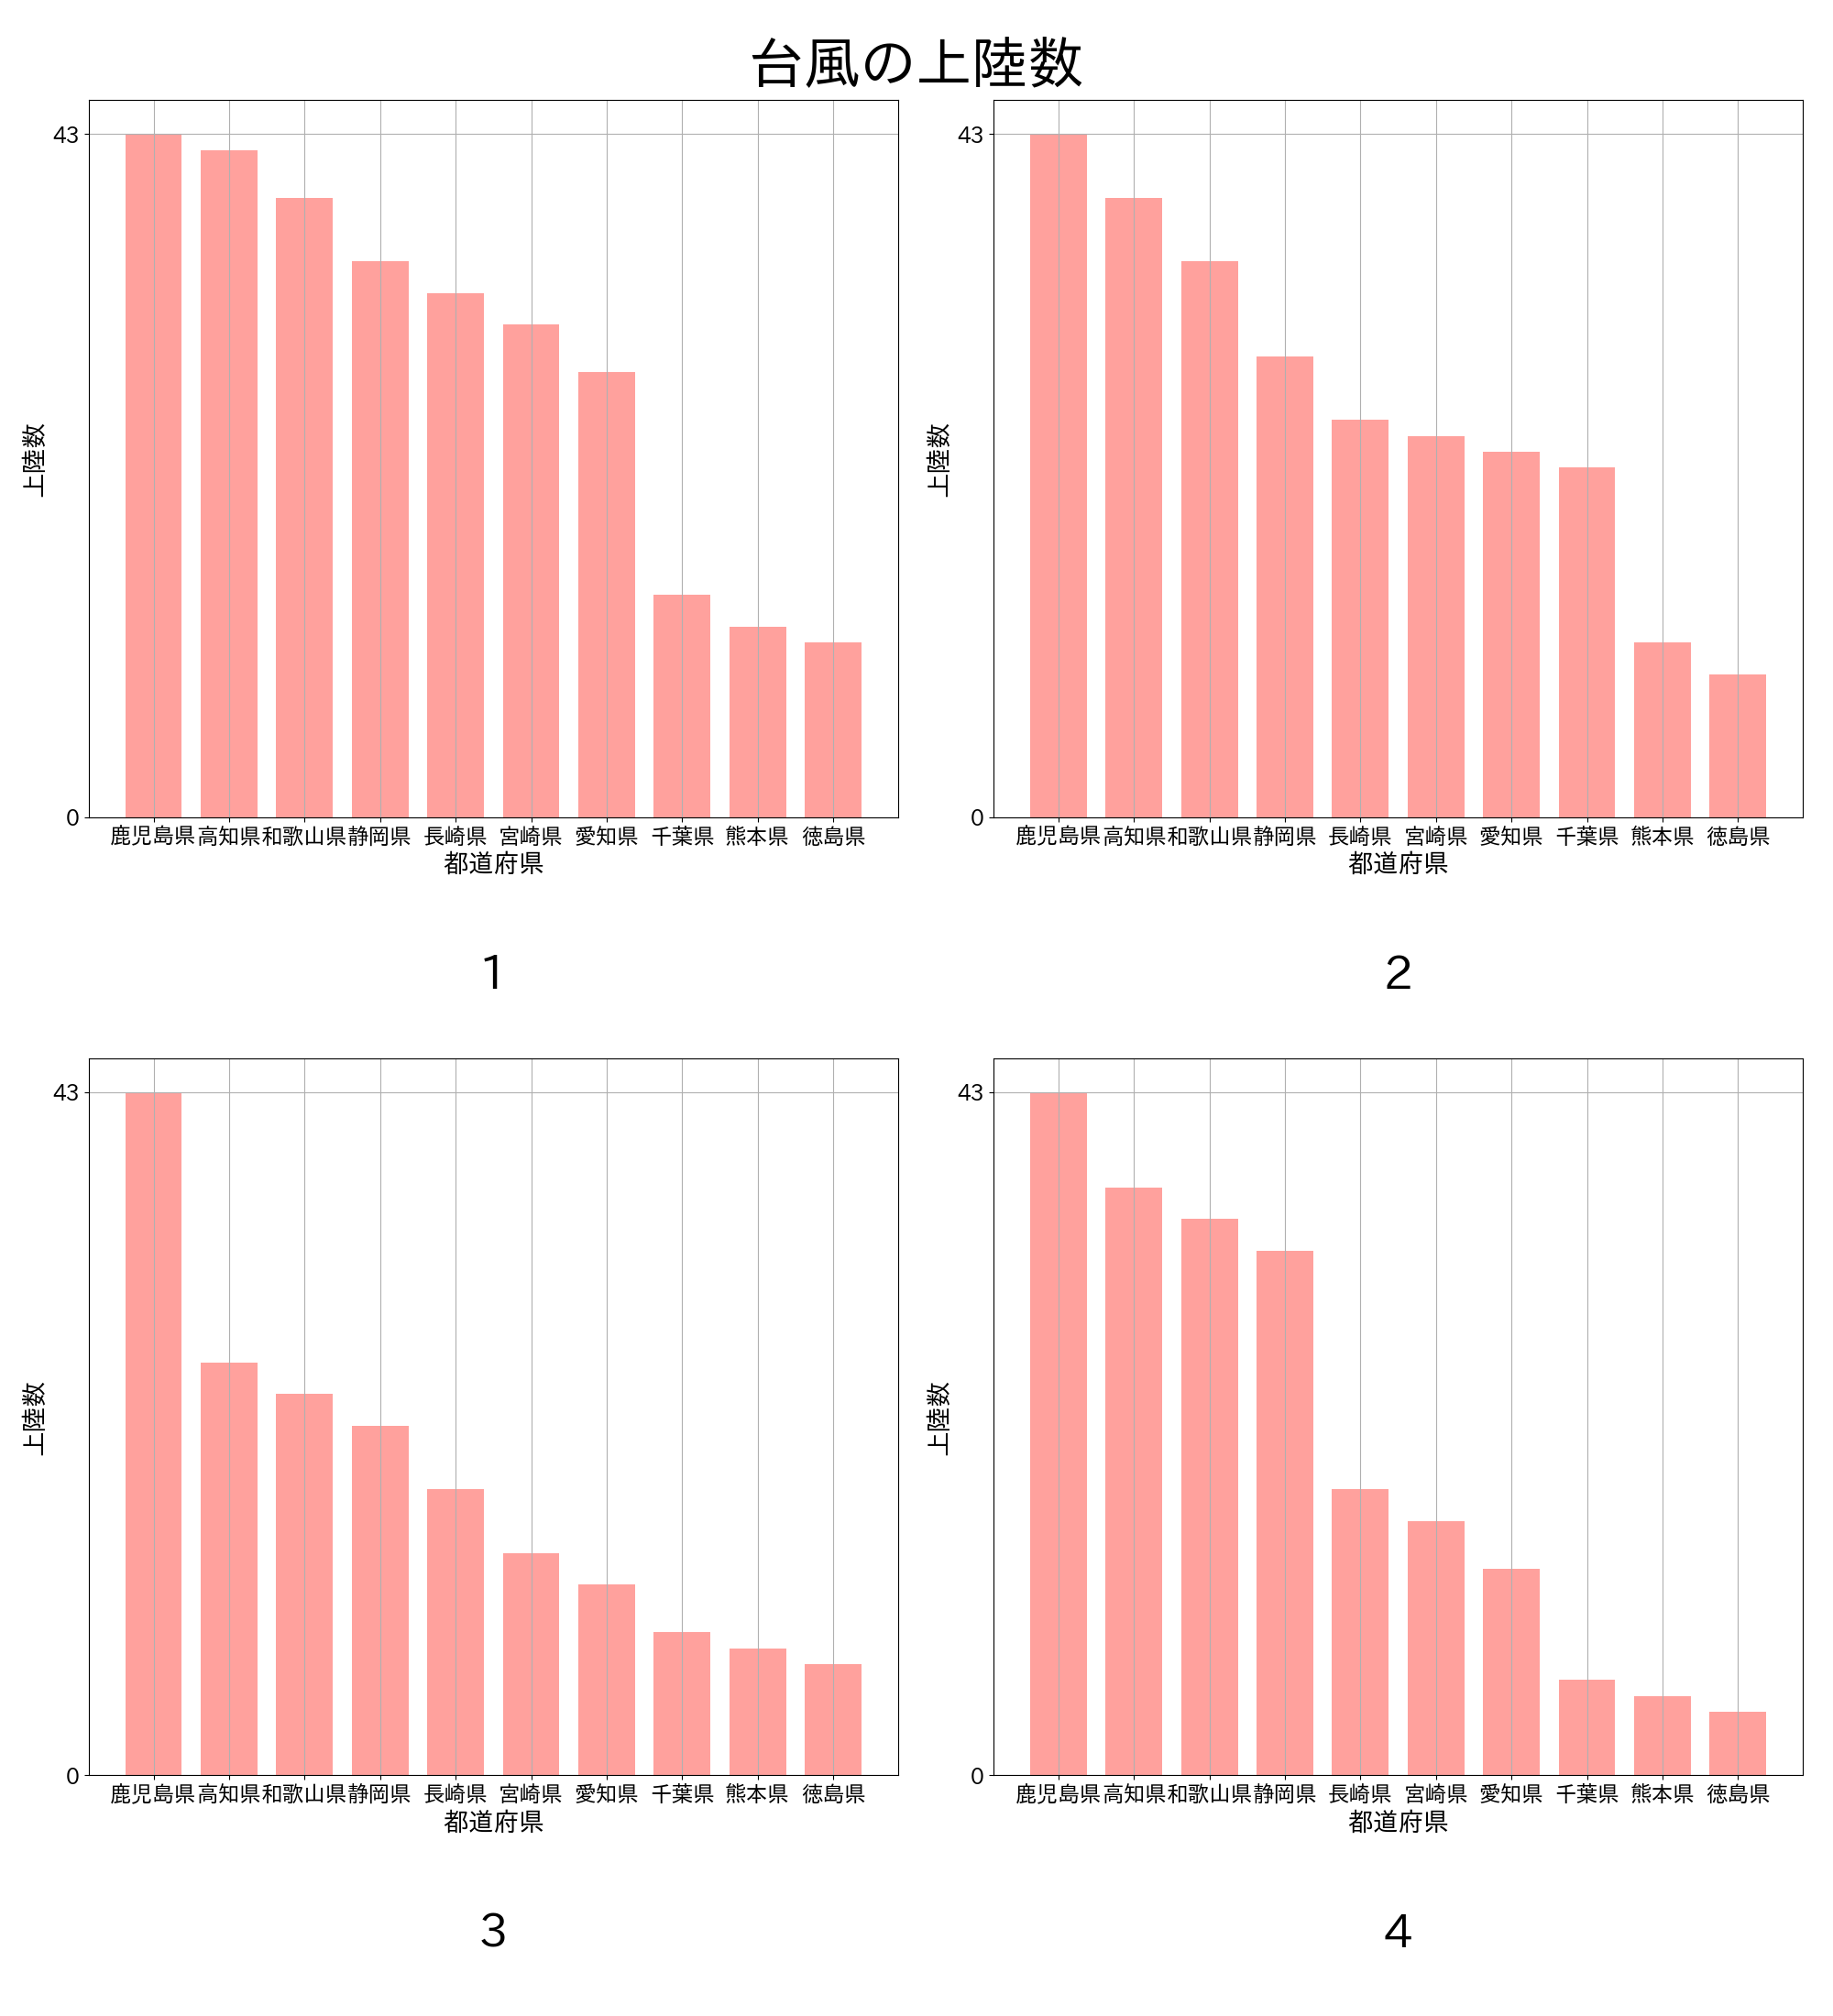 台風の上陸数
43
0
上陸数
鹿児島県 高知県 和歌山県 静岡県 長崎県 宮崎県 愛知県 千葉県 熊本県 徳島県
都道府県
1
43
0
上陸数
鹿児島県 高知県 和歌山県 静岡県 長崎県 宮崎県 愛知県 千葉県 熊本県 徳島県
都道府県
2
43
0
上陸数
鹿児島県 高知県 和歌山県 静岡県 長崎県 宮崎県 愛知県 千葉県 熊本県 徳島県
都道府県
3
43
0
上陸数
鹿児島県 高知県 和歌山県 静岡県 長崎県 宮崎県 愛知県 千葉県 熊本県 徳島県
都道府県
4